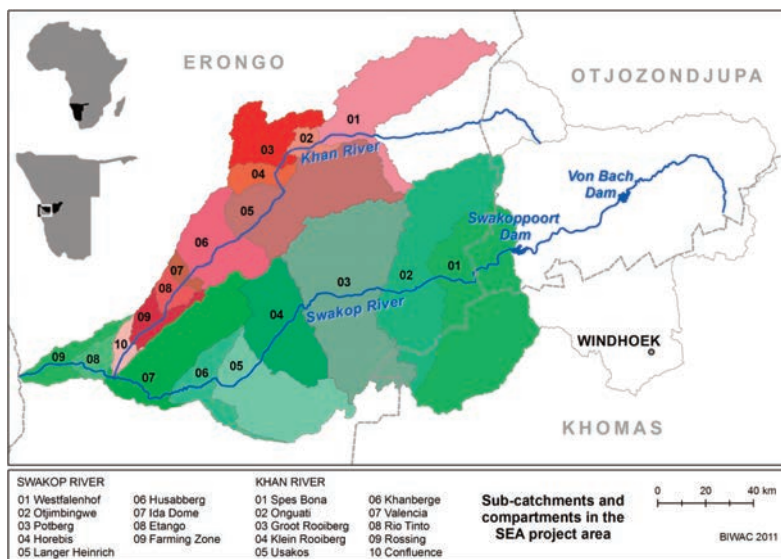 ERONGO
OTJOZONDJUPA
01
02
03
Khan River
04
Von Bach
Dam
05
Swakoppoort
Dam
06
01
07
02
03
08
04
Swakop River
09
WINDHOEK
10
09
08
05
06
07
KHOMAS
SWAKOP RIVER
01 Westfalenhof
02 Otjimbingwe
03 Potberg
04 Horebis
05 Langer Heinrich
06 Husabberg
07 Ida Dome
08 Etango
09 Farming Zone
KHAN RIVER
01 Spes Bona
02 Onguati
03 Groot Rooiberg
04 Klein Rooiberg
05 Usakos
06 Khanberge
07 Valencia
08 Rio Tinto
09 Rossing
10 Confluence
Sub-catchments and
compartments in the
SEA project area
0 20 40 km
BIWAC 2011